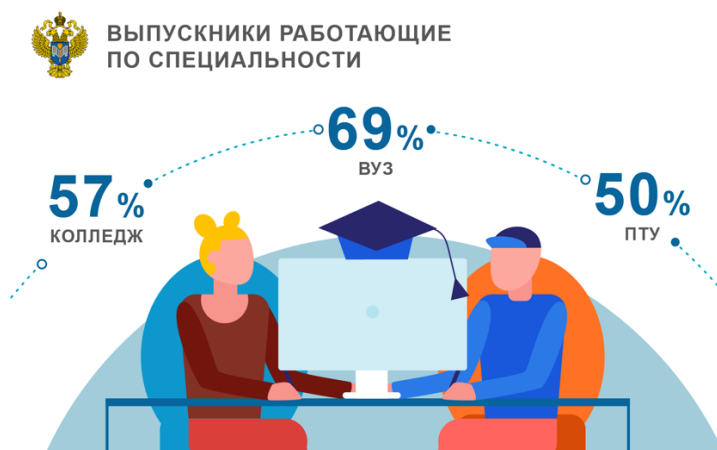 ВЫПУСКНИКИ РАБОТАЮЩИЕ
ПО СПЕЦИАЛЬНОСТИ
57%
КОЛЛЕДЖ
69%
ВУЗ
50%
ПТУ